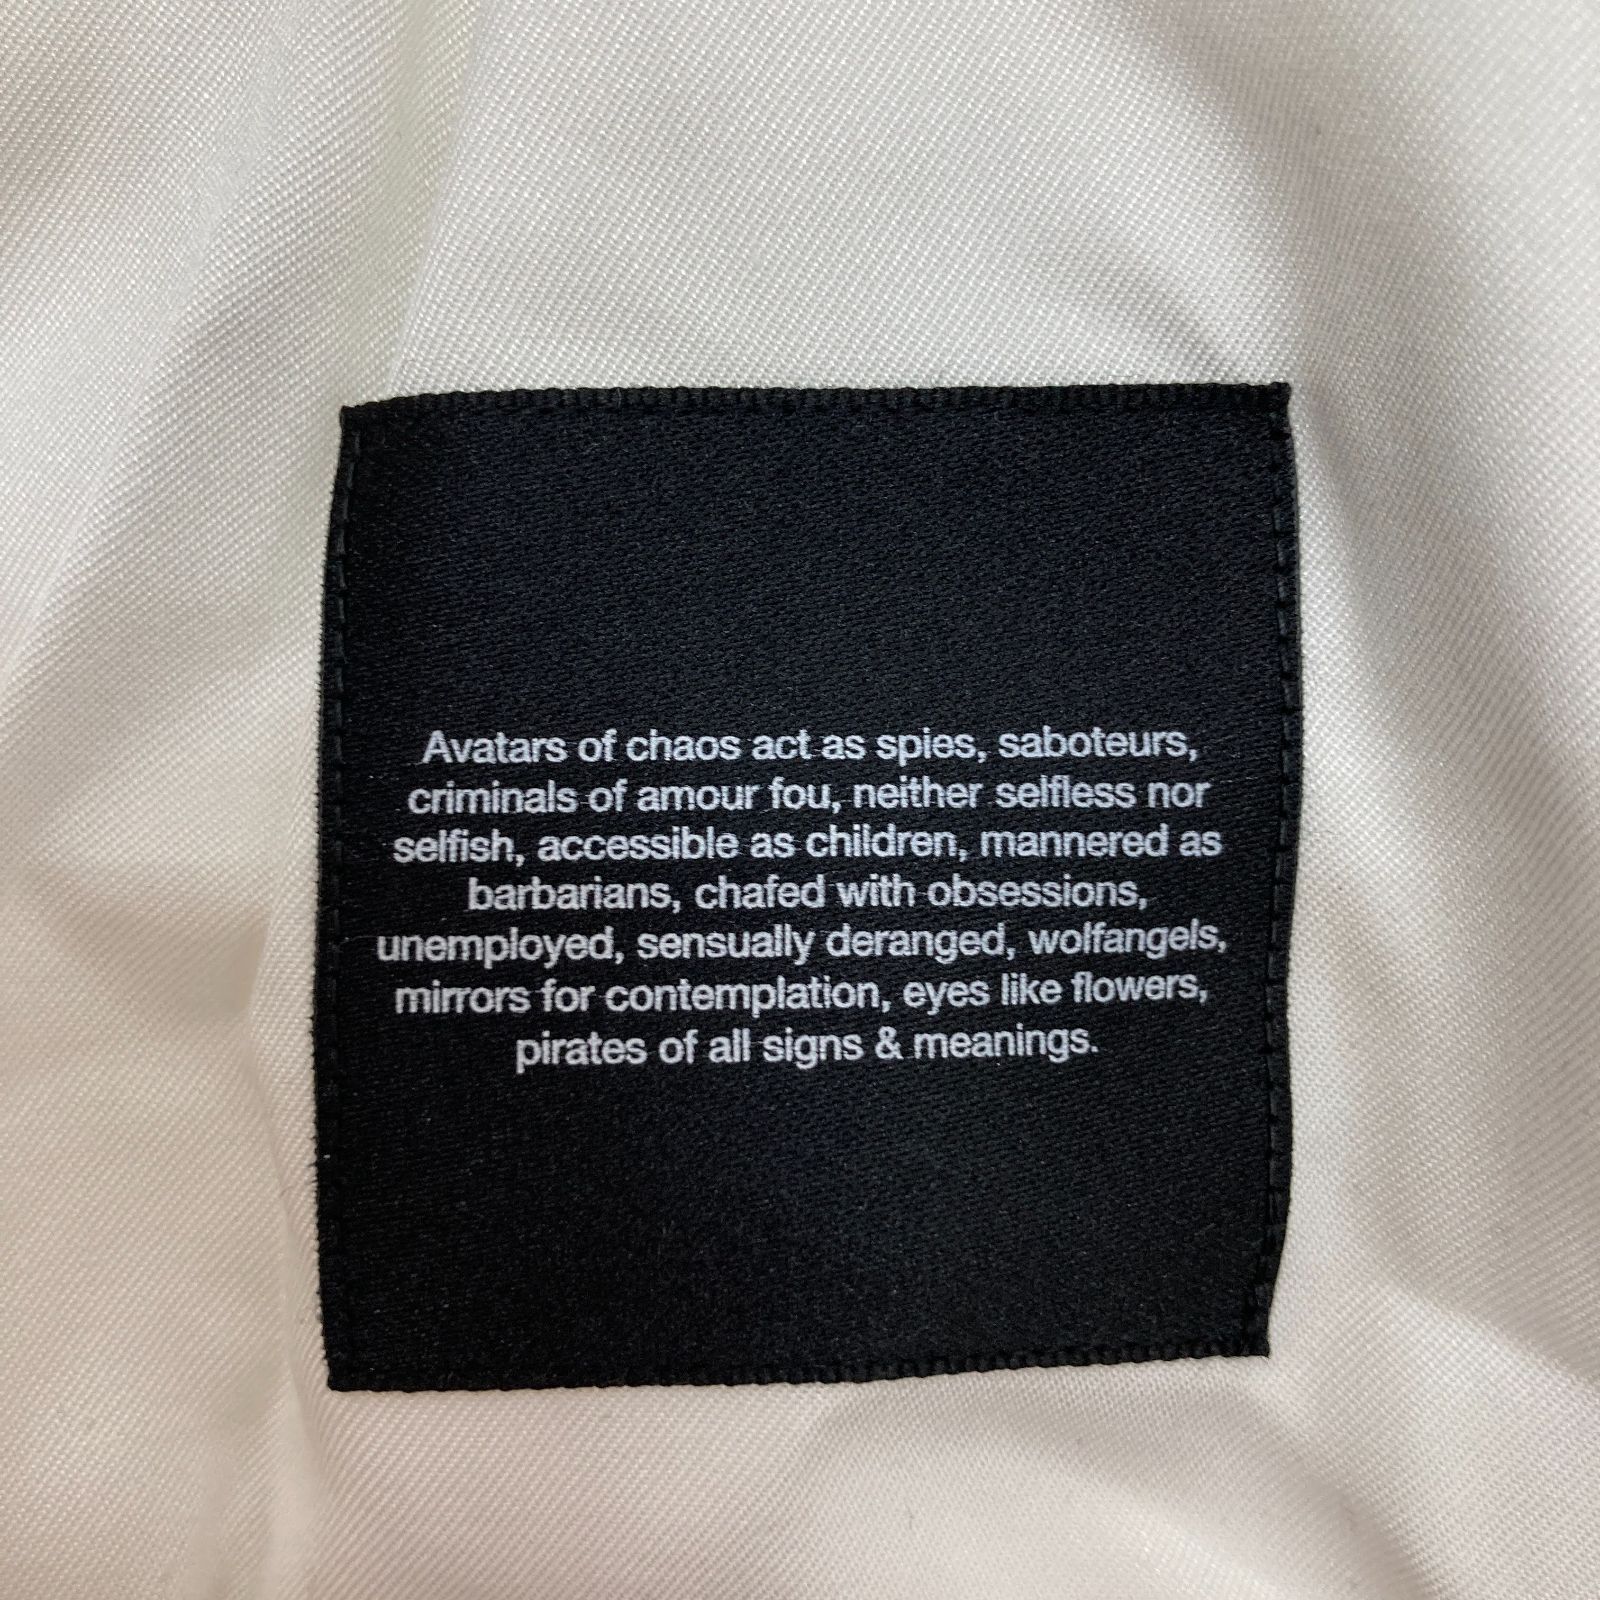 Avatars of chaos act as spies, saboteurs,
criminals of amour fou, neither selfless nor
selfish, accessible as children, mannered as
barbarians, chafed with obsessions,
unemployed, sensually deranged, wolfangels,
mirrors for contemplation, eyes like flowers,
pirates of all signs & meanings.